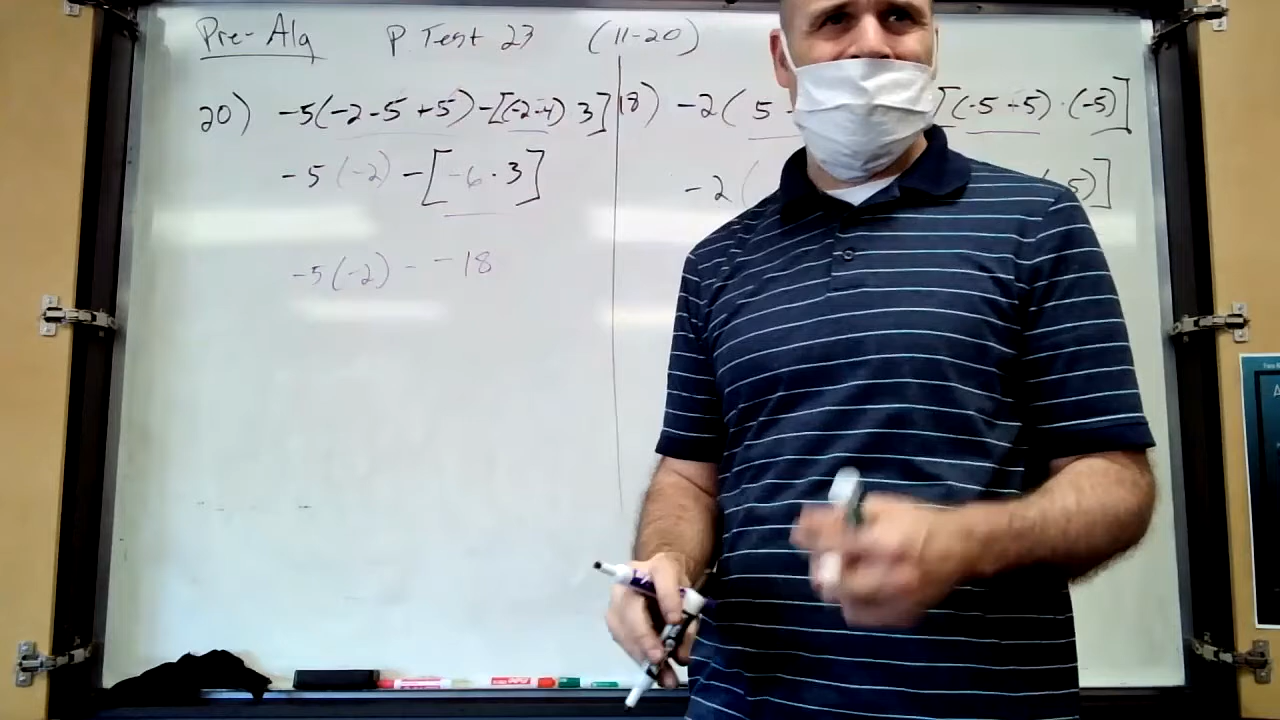 Pre-Alg P. Test 23 (11-20)
20) -5(-2-5+5)-[(-2-4) 3]
-5(-2)-[-6·3]
-5(-2) - -18
18) -2(5- [(-5+5)·(-5)]
-2( 5)]